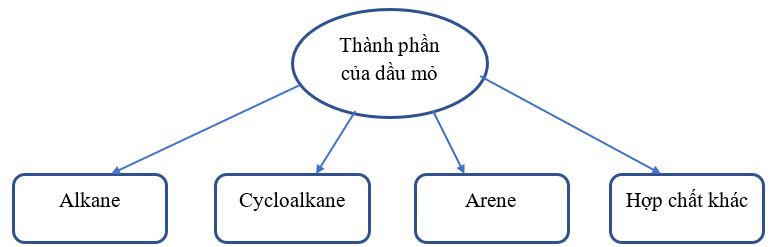 Thành phần
của dầu mỏ
Alkane
Cycloalkane
Arene
Hợp chất khác